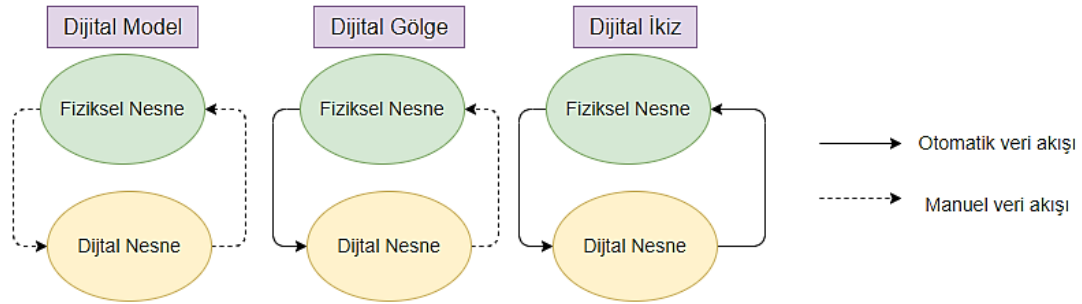 Dijital Model
Dijital Gölge
Dijital İkiz
Fiziksel Nesne
Fiziksel Nesne
Fiziksel Nesne
Otomatik veri akışı
Manuel veri akışı
Dijtal Nesne
Dijtal Nesne
Dijtal Nesne